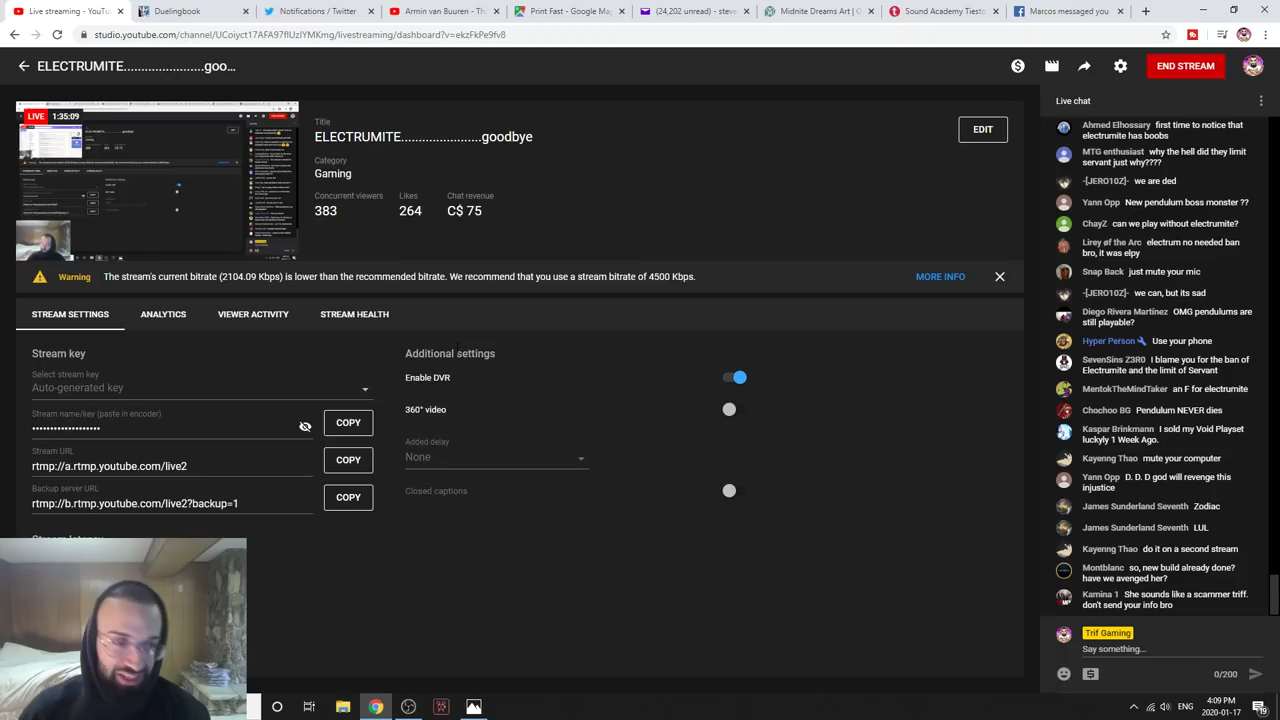 Live streaming - YouTu
Duelingbook
Notifications / Twitter
Armin van Buuren - The
Print Fast - Google Ma
(24,202 unread) -
Midnite Dreams Art | G
Sound Academy Tiesto
Marcos messaged you
studio.youtube.com/channel/UCoiyct17AFA97flUzlYMKmg/livestreaming/dashboard?v=ekzFkPe9fv8
ELECTRUMITE.......................goo...
END STREAM
LIVE 1:35:09
Title
ELECTRUMITE.......................goodbye
EDIT
Category
Gaming
Concurrent viewers
383
Likes
264
Chat revenue
$98.75
Warning The stream's current bitrate (2104.09 Kbps) is lower than the recommended bitrate. We recommend that you use a stream bitrate of 4500 Kbps.
MORE INFO
STREAM SETTINGS
ANALYTICS
VIEWER ACTIVITY
STREAM HEALTH
Stream key
Select stream key
Auto-generated key
Stream name/key (paste in encoder)
COPY
Stream URL
rtmp://a.rtmp.youtube.com/live2
COPY
Backup server URL
rtmp://b.rtmp.youtube.com/live2?backup=1
COPY
Additional settings
Enable DVR
360° video
Added delay
None
Closed captions
Live chat
first time to notice that
electrumite has boobs
MTG enthusiast why the hell did they limit
servant just why????
Yann Opp New pendulum boss monster ??
ChayZ can we play without electrumite?
Lirey øf the Arc electrum no needed ban
bro, it was elpy
Snap Back just mute your mic
-[JERO10Z]- we can, but its sad
Diego Rivera Martínez OMG pendulums are
still playable?
Hyper Person Use your phone
SevenSins Z3R0 I blame you for the ban of
Electrumite and the limit of Servant
MentokTheMindTaker an F for electrumite
Chochoo BG Pendulum NEVER dies
Kaspar Brinkmann I sold my Void Playset
luckyly 1 Week Ago.
Kayenng Thao mute your computer
Yann Opp D. D. D god will revenge this
injustice
James Sunderland Seventh Zodiac
James Sunderland Seventh LUL
Kayenng Thao do it on a second stream
Montblanc so, new build already done?
have we avenged her?
Kamina 1 She sounds like a scammer trif.
don't send your info bro
Trif Gaming
Say something...
0/200
ENG
4:09 PM
2020-01-17
19